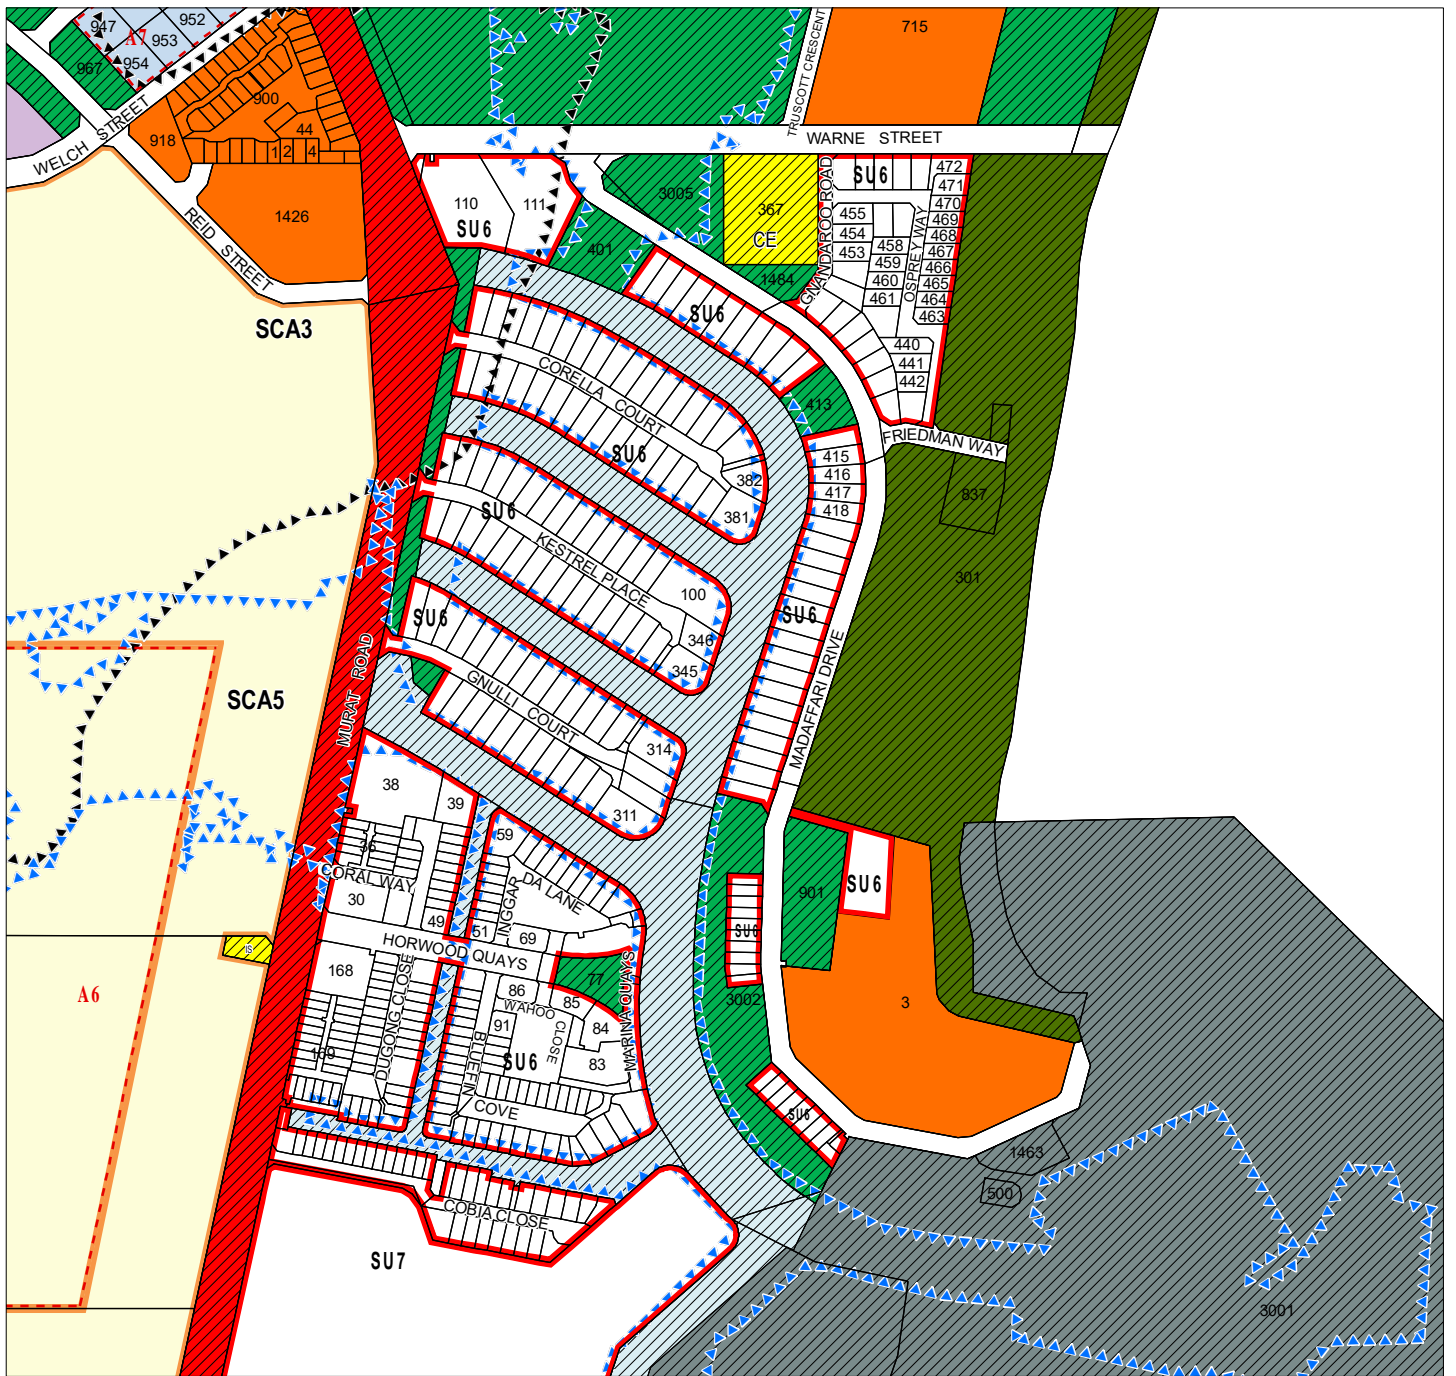 947
952
A7
953
954
967
715
TRUSCOTT CRESCENT
WELCH STREET
918
900
44
1
2
4
WARNE STREET
1426
REID STREET
110
111
SU6
3005
401
367
CE
1484
GNANDAROO ROAD
SU6
472
471
470
469
468
467
466
465
464
463
455
454
453
458
459
460
461
OSPREY WAY
440
441
442
SCA3
SU6
CORELLA COURT
SU6
382
381
413
FRIEDMAN WAY
415
416
417
418
837
301
SU6
KESTREL PLACE
100
346
345
SU6
SU6
MADAFFARI DRIVE
MURAT ROAD
SCA5
GNULLI COURT
314
311
38
39
36
CORAL WAY
30
49
59
INGGAR
DA LANE
51
69
HORWOOD QUAYS
IS
168
169
DUGONG CLOSE
77
86
85
WAHOO CLOSE
91
84
83
BLUEFIN COVE
SU6
MARINA QUAYS
901
SU6
SU6
3002
3
A6
SU6
1463
500
COBIA CLOSE
SU7
3001